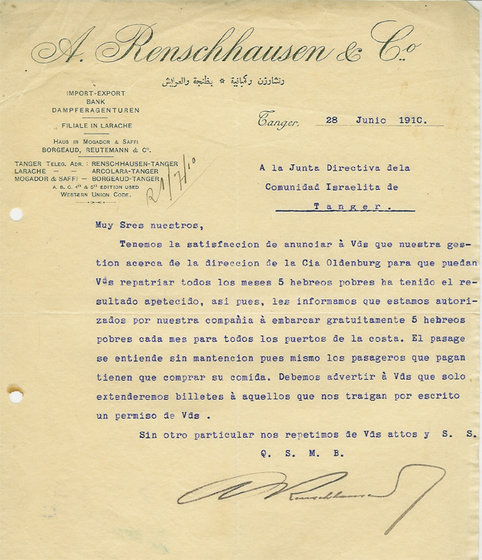 A. Renschhausen & Co.
رنشاوزن وكمبانية * بطنجة والعرايش
IMPORT-EXPORT
BANK
DAMPFERAGENTUREN
FILIALE IN LARACHE
HAUS IN MOGADOR & SAFFI
BORGEAUD, REUTEMANN & Co.
TANGER TELEG. ADR.: RENSCHHAUSEN-TANGER
LARACHE — — ARCOLARA-TANGER
MOGADOR & SAFFI — BORGEAUD-TANGER
A. B. C. 4th & 5th EDITION USED
WESTERN UNION CODE.
Tanger, 28 Junio 1910.
A la Junta Directiva dela
Comunidad Israelita de
Tanger.
Muy Sres nuestros,
Tenemos la satisfaccion de anunciar à Vds que nuestra ges-
tion acerca de la direccion de la Cia Oldenburg para que puedan
Vds repatriar todos los meses 5 hebreos pobres ha tenido el re-
sultado apetecido, asi pues, les informamos que estamos autori-
zados por nuestra compañia à embarcar gratuitamente 5 hebreos
pobres cada mes para todos los puertos de la costa. El pasage
se entiende sin mantencion pues mismo los pasageros que pagan
tienen que comprar su comida. Debemos advertir à Vds que solo
extenderemos billetes à aquellos que nos traigan por escrito
un permiso de Vds .
Sin otro particular nos repetimos de Vds attos y S. S.
Q. S. M. B.
A Renschhausen